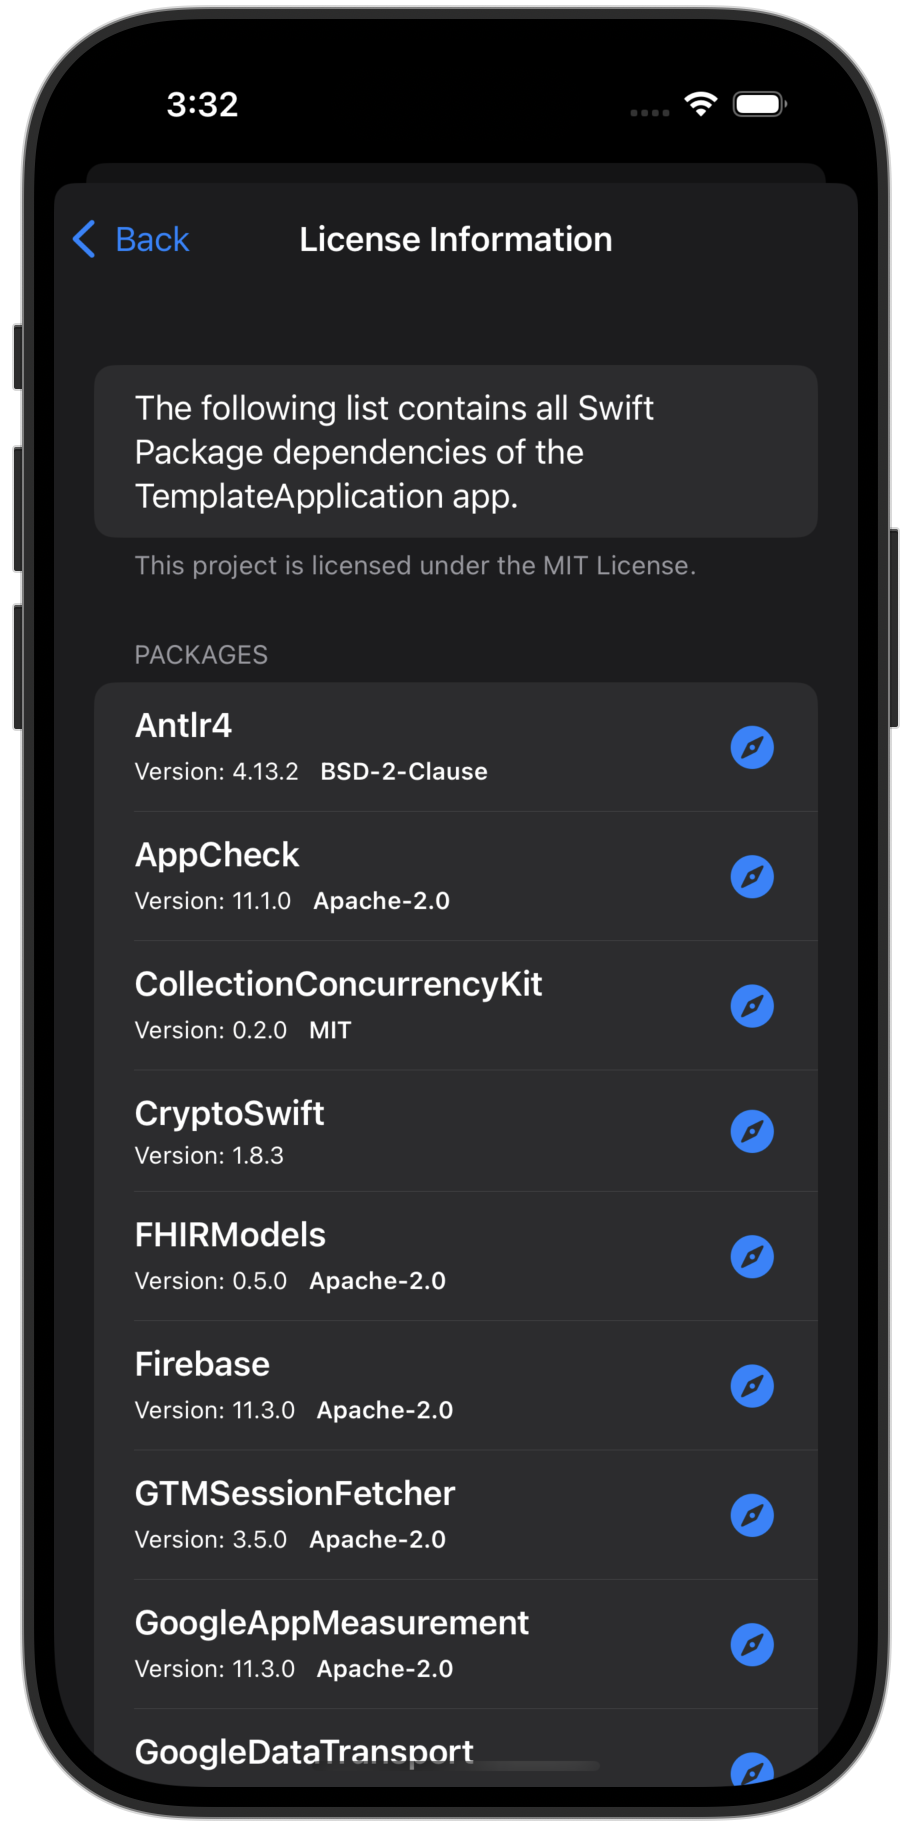 3:32
Back
License Information
The following list contains all Swift
Package dependencies of the
TemplateApplication app.
This project is licensed under the MIT License.
PACKAGES
Antlr4
Version: 4.13.2 BSD-2-Clause
AppCheck
Version: 11.1.0 Apache-2.0
CollectionConcurrencyKit
Version: 0.2.0 MIT
CryptoSwift
Version: 1.8.3
FHIRModels
Version: 0.5.0 Apache-2.0
Firebase
Version: 11.3.0 Apache-2.0
GTMSessionFetcher
Version: 3.5.0 Apache-2.0
GoogleAppMeasurement
Version: 11.3.0 Apache-2.0
GoogleDataTransport